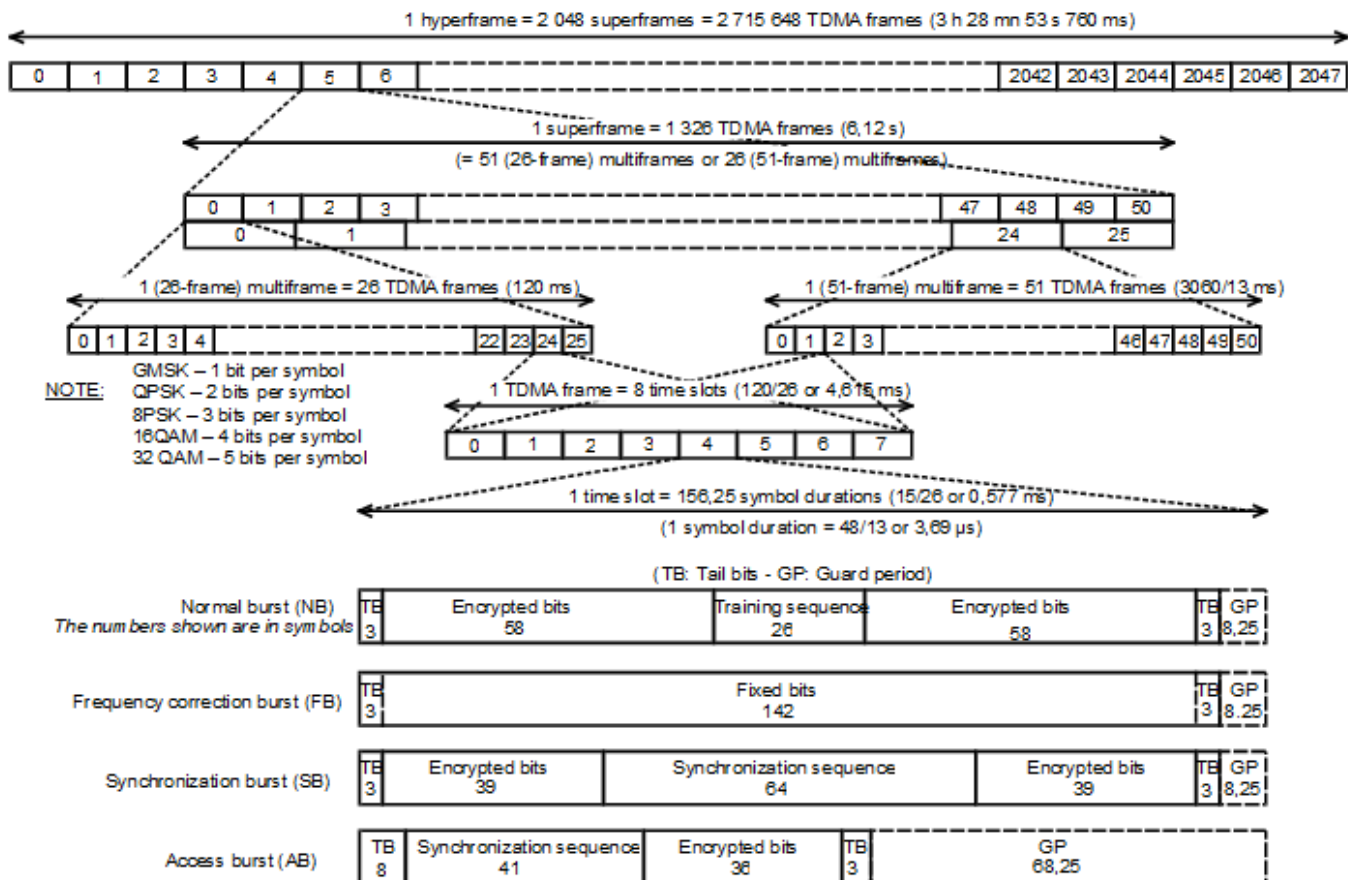 1 hyperframe = 2 048 superframes = 2 715 648 TDMA frames (3 h 28 mn 53 s 760 ms)
0 1 2 3 4 5 6 2042 2043 2044 2045 2046 2047
1 superframe = 1 326 TDMA frames (6,12 s)
(= 51 (26-frame) multiframes or 26 (51-frame) multiframes)
0 1 2 3 47 48 49 50
0 1 24 25
1 (26-frame) multiframe = 26 TDMA frames (120 ms)
1 (51-frame) multiframe = 51 TDMA frames (3060/13 ms)
0 1 2 3 4 22 23 24 25
0 1 2 3 46 47 48 49 50
NOTE:
GMSK – 1 bit per symbol
QPSK – 2 bits per symbol
8PSK – 3 bits per symbol
16QAM – 4 bits per symbol
32 QAM – 5 bits per symbol
1 TDMA frame = 8 time slots (120/26 or 4,615 ms)
0 1 2 3 4 5 6 7
1 time slot = 156,25 symbol durations (15/26 or 0,577 ms)
(1 symbol duration = 48/13 or 3,69 µs)
(TB: Tail bits - GP: Guard period)
Normal burst (NB)
The numbers shown are in symbols
TB Encrypted bits Training sequence Encrypted bits TB GP
3 58 26 58 3 8,25
Frequency correction burst (FB)
TB Fixed bits TB GP
3 142 3 8.25
Synchronization burst (SB)
TB Encrypted bits Synchronization sequence Encrypted bits TB GP
3 39 64 39 3 8,25
Access burst (AB)
TB Synchronization sequence Encrypted bits TB GP
8 41 36 3 68,25